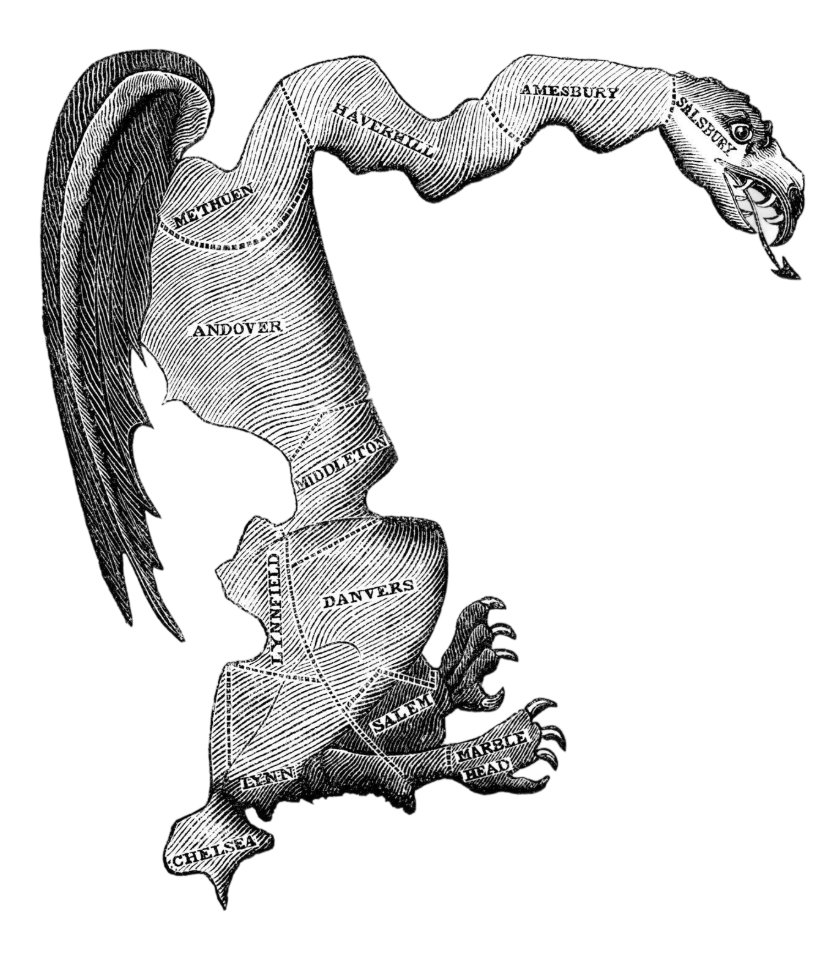 AMESBURY
SALSBURY
HAVERHILL
METHUEN
ANDOVER
MIDDLETON
LYNNFIELD
DANVERS
SALEM
MARBLE
HEAD
LYNN
CHELSEA